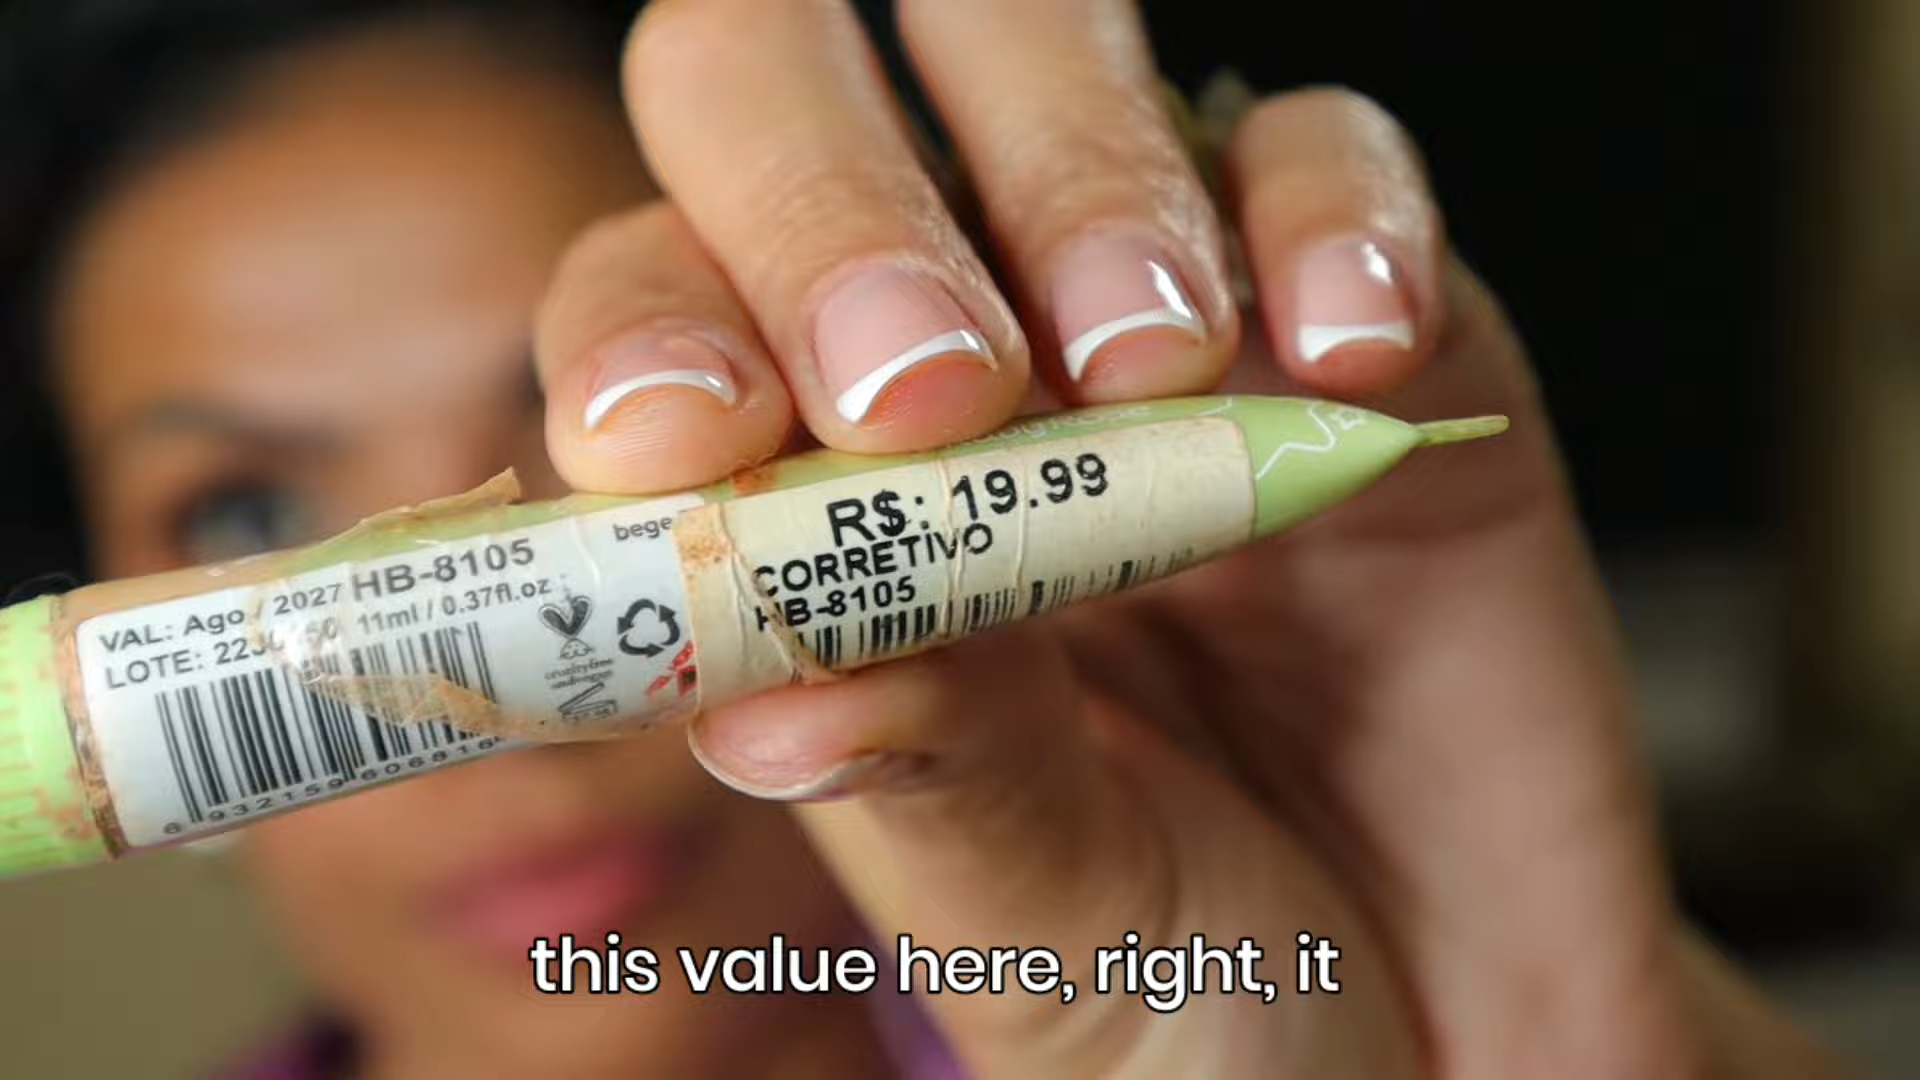 R$: 19.99
CORRETIVO
HB-8105
bege
VAL: Ago / 2027 HB-8105
LOTE: 11ml / 0.37fl.oz
this value here, right, it